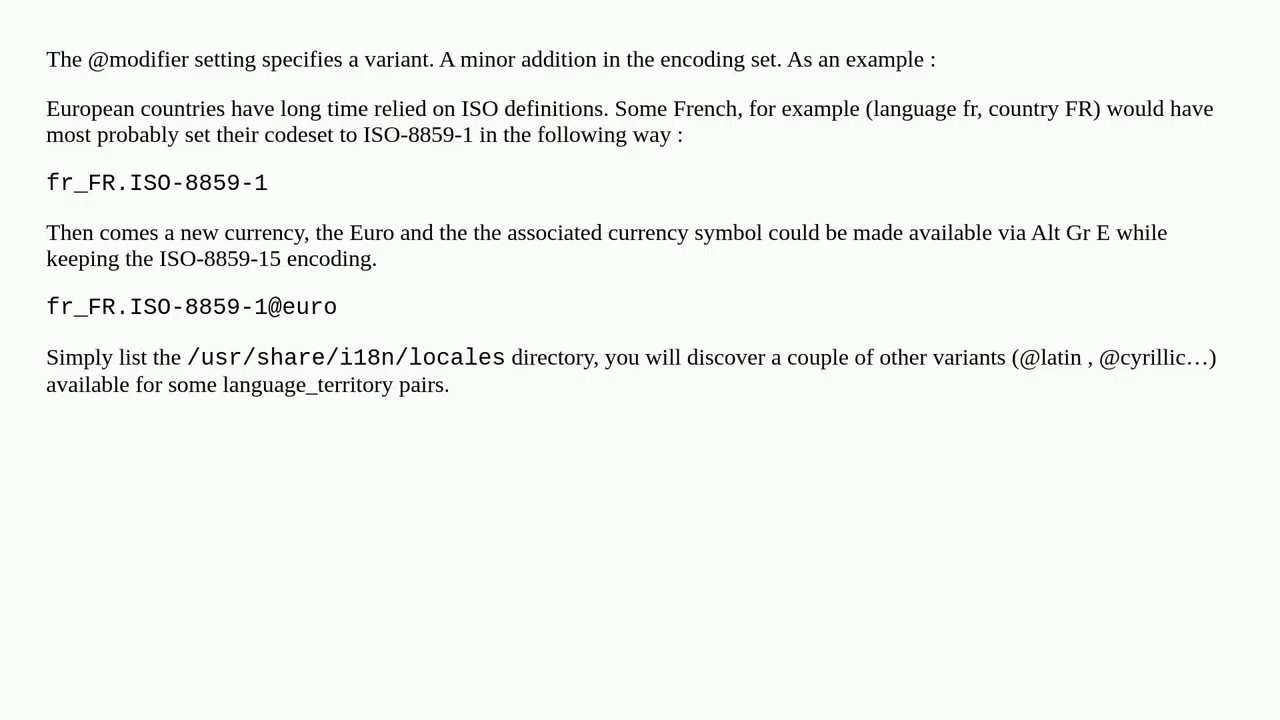 The @modifier setting specifies a variant. A minor addition in the encoding set. As an example :
European countries have long time relied on ISO definitions. Some French, for example (language fr, country FR) would have
most probably set their codeset to ISO-8859-1 in the following way :
fr_FR.ISO-8859-1
Then comes a new currency, the Euro and the the associated currency symbol could be made available via Alt Gr E while
keeping the ISO-8859-15 encoding.
fr_FR.ISO-8859-1@euro
Simply list the /usr/share/i18n/locales directory, you will discover a couple of other variants (@latin , @cyrillic…)
available for some language_territory pairs.